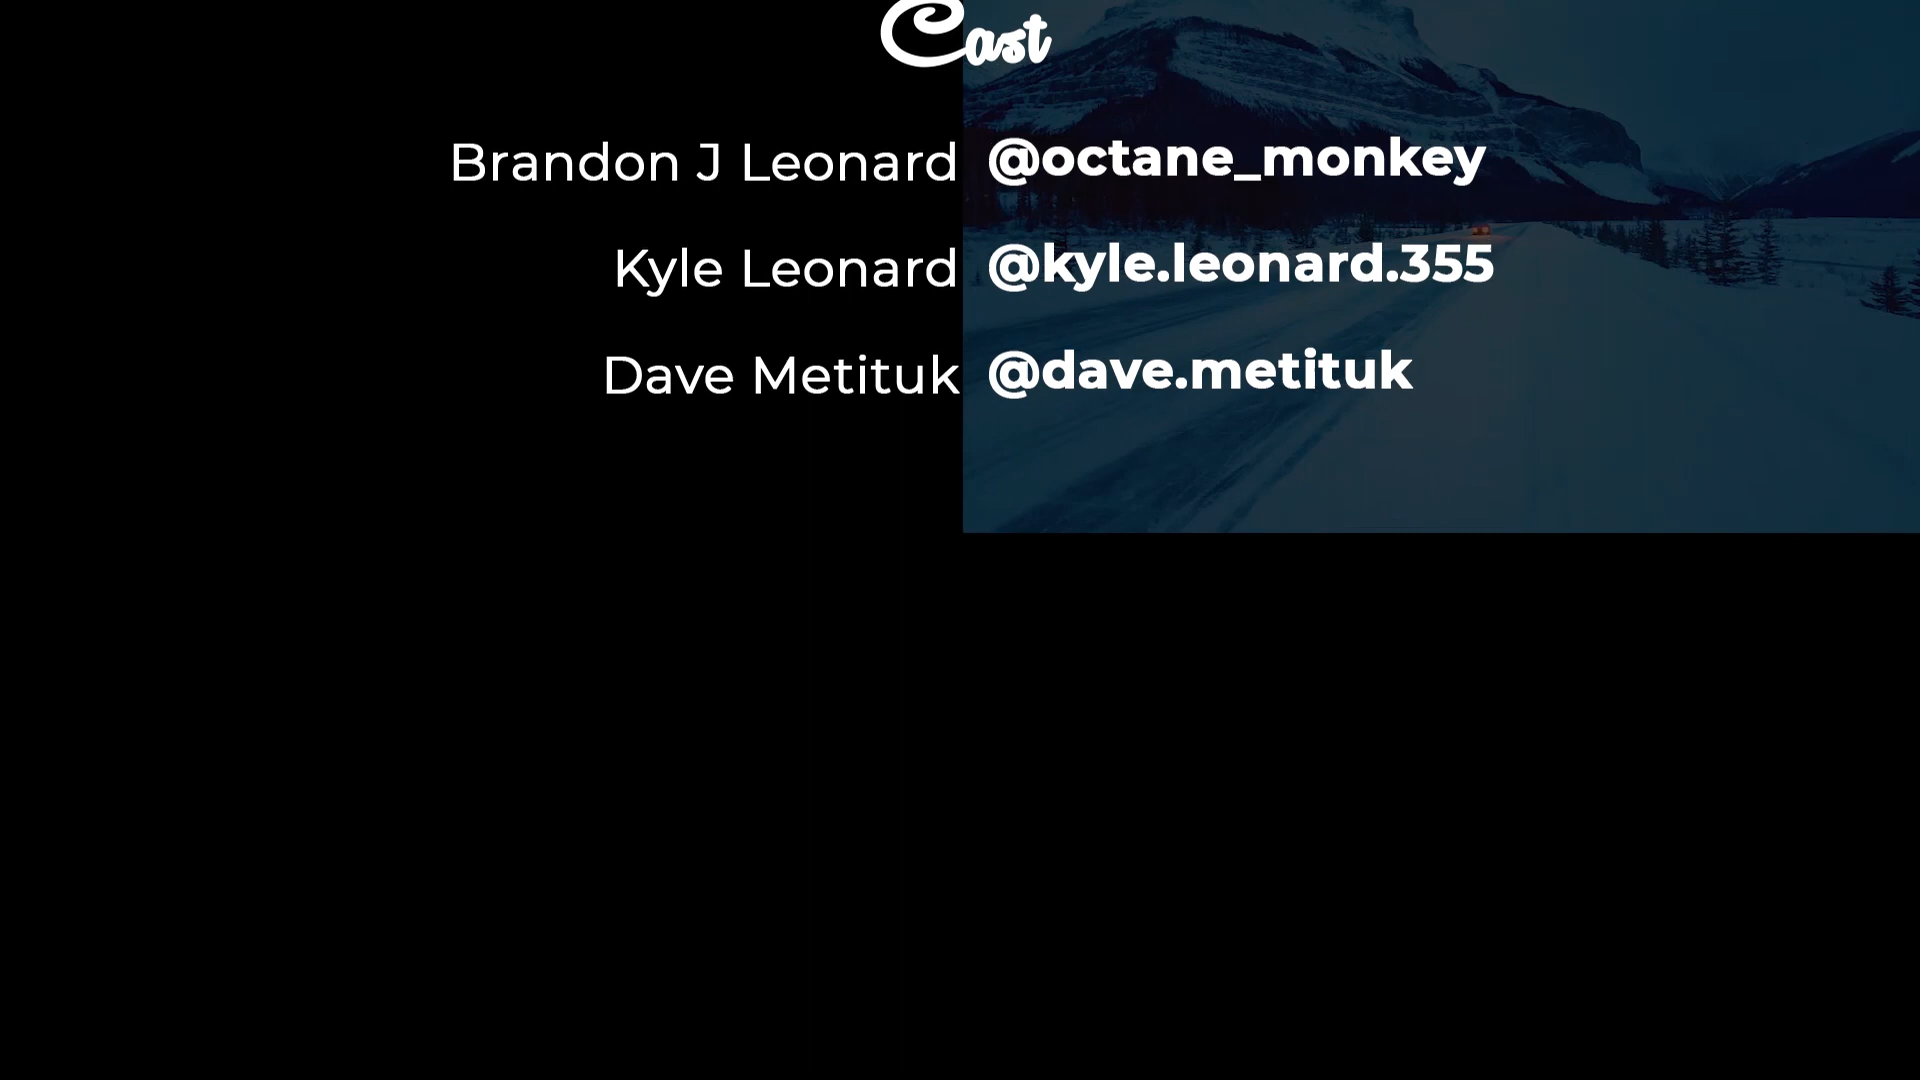 Cast
Brandon J Leonard @octane_monkey
Kyle Leonard @kyle.leonard.355
Dave Metituk @dave.metituk